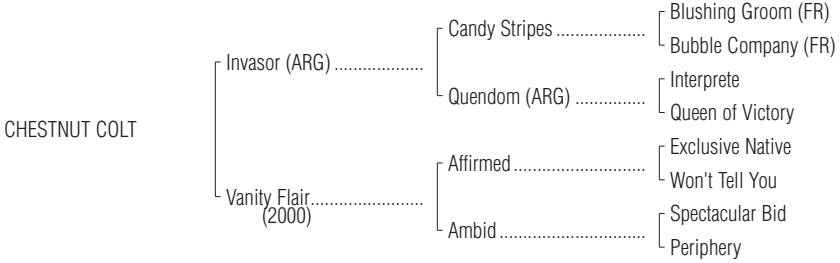 Blushing Groom (FR)
Candy Stripes ....................
Bubble Company (FR)
Invasor (ARG) ....................
Interprete
Quendom (ARG) ...............
Queen of Victory
CHESTNUT COLT
Exclusive Native
Affirmed .............................
Won't Tell You
Vanity Flair.........................
(2000)
Spectacular Bid
Ambid .................................
Periphery